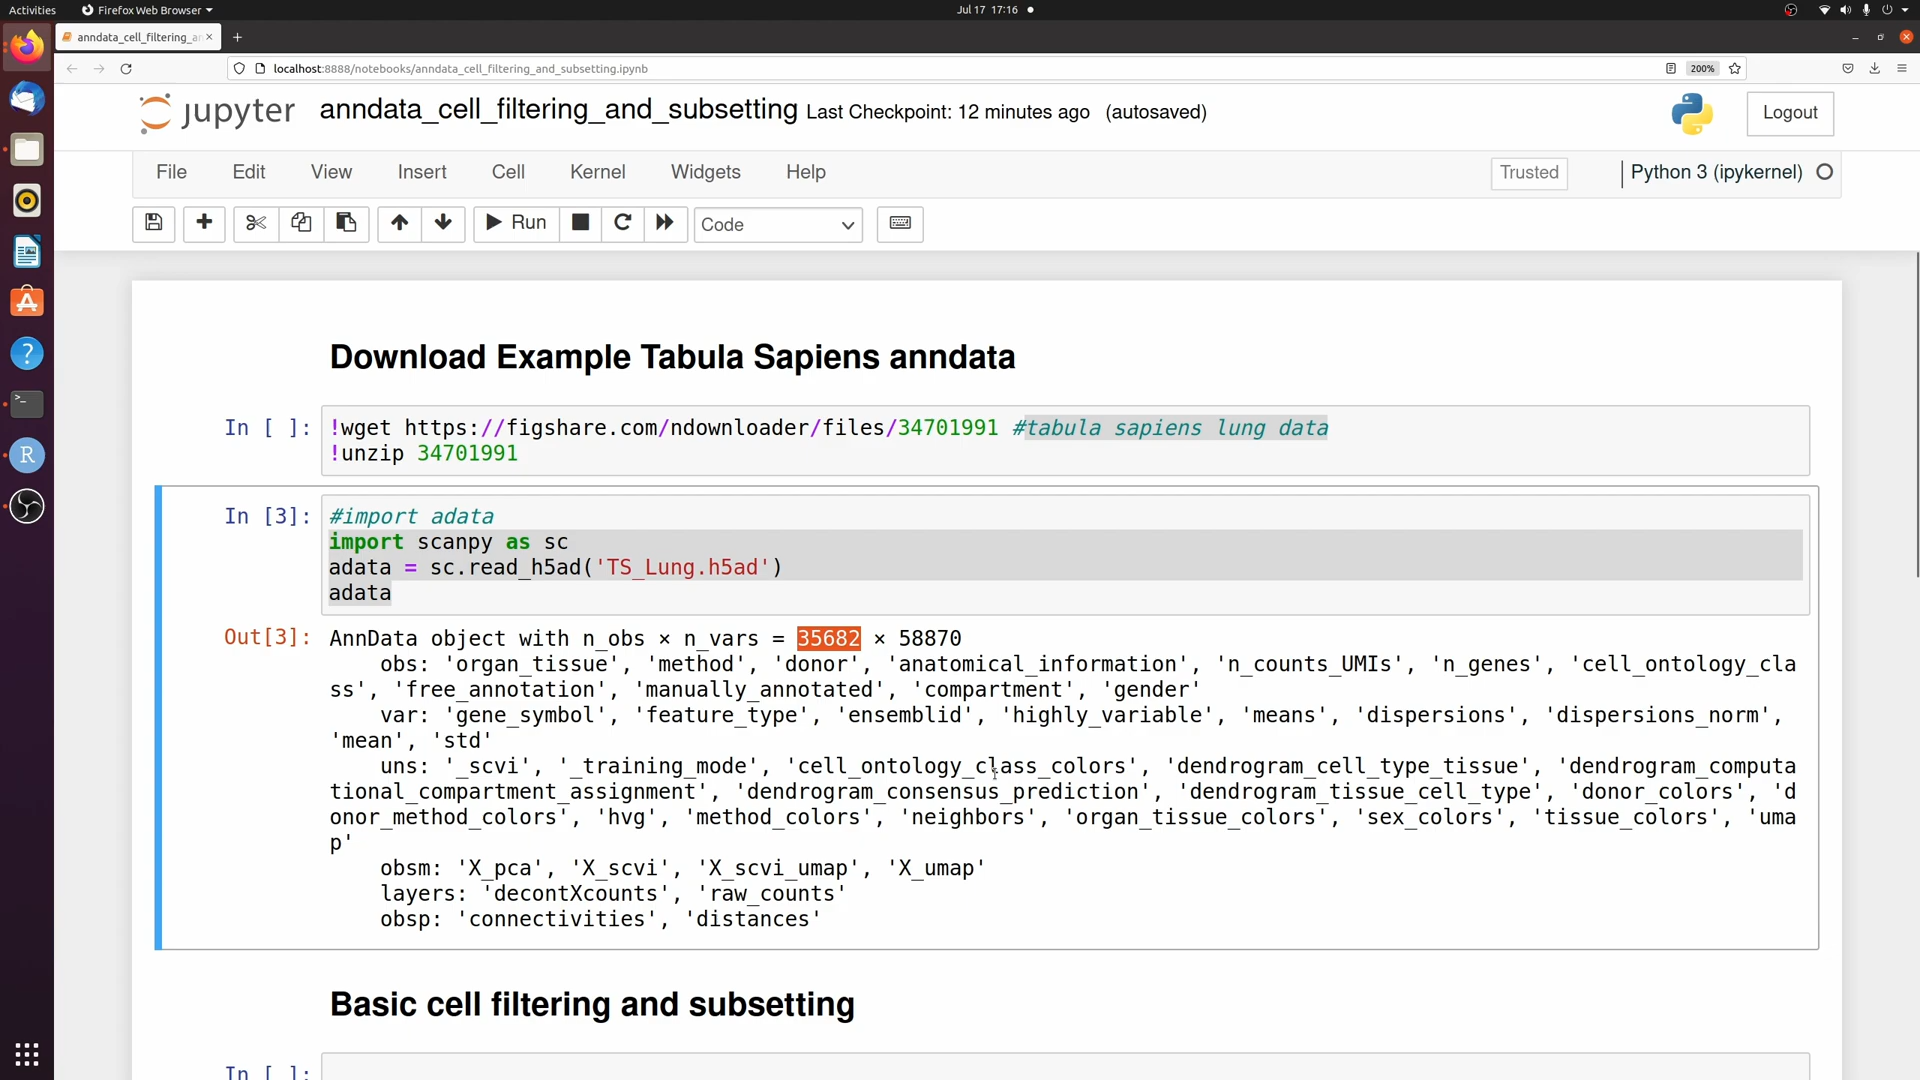 Activities
Firefox Web Browser
Jul 17 17:16
anndata_cell_filtering_an
localhost:8888/notebooks/anndata_cell_filtering_and_subsetting.ipynb
200%
jupyter
anndata_cell_filtering_and_subsetting Last Checkpoint: 12 minutes ago (autosaved)
Logout
File Edit View Insert Cell Kernel Widgets Help
Trusted
Python 3 (ipykernel)
Run
Code
Download Example Tabula Sapiens anndata
In [ ]: !wget https://figshare.com/ndownloader/files/34701991 #tabula sapiens lung data
!unzip 34701991
In [3]: #import adata
import scanpy as sc
adata = sc.read_h5ad('TS_Lung.h5ad')
adata
Out[3]: AnnData object with n_obs × n_vars = 35682 × 58870
obs: 'organ_tissue', 'method', 'donor', 'anatomical_information', 'n_counts_UMIs', 'n_genes', 'cell_ontology_cla
ss', 'free_annotation', 'manually_annotated', 'compartment', 'gender'
var: 'gene_symbol', 'feature_type', 'ensemblid', 'highly_variable', 'means', 'dispersions', 'dispersions_norm',
'mean', 'std'
uns: '_scvi', '_training_mode', 'cell_ontology_class_colors', 'dendrogram_cell_type_tissue', 'dendrogram_computa
tional_compartment_assignment', 'dendrogram_consensus_prediction', 'dendrogram_tissue_cell_type', 'donor_colors', 'd
onor_method_colors', 'hvg', 'method_colors', 'neighbors', 'organ_tissue_colors', 'sex_colors', 'tissue_colors', 'uma
p'
obsm: 'X_pca', 'X_scvi', 'X_scvi_umap', 'X_umap'
layers: 'decontXcounts', 'raw_counts'
obsp: 'connectivities', 'distances'
Basic cell filtering and subsetting
In [ ]: